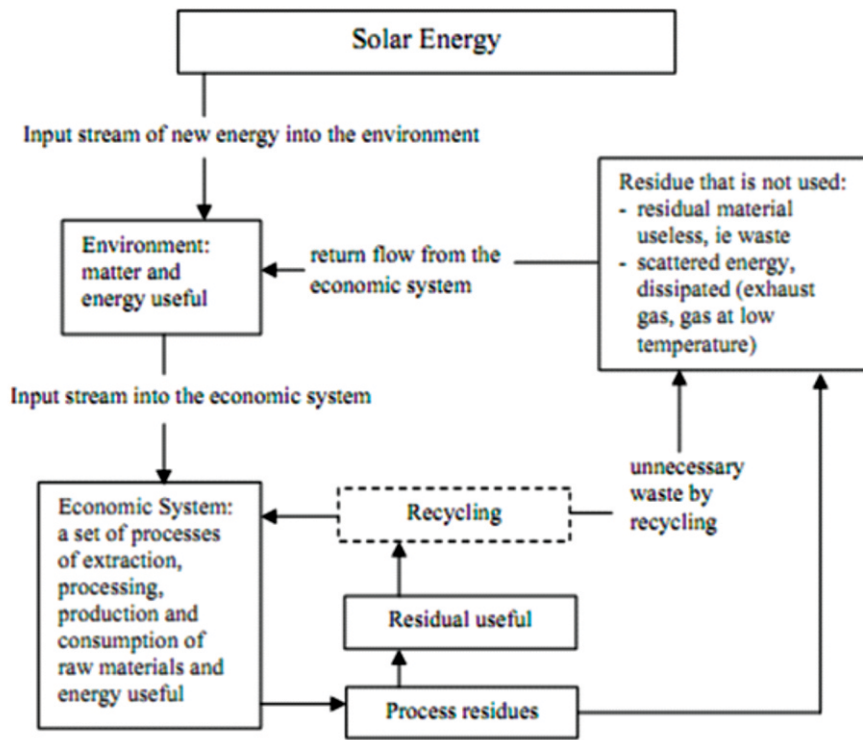 Solar Energy
Input stream of new energy into the environment
Environment:
matter and
energy useful
return flow from the
economic system
Residue that is not used:
- residual material
useless, ie waste
- scattered energy,
dissipated (exhaust
gas, gas at low
temperature)
Input stream into the economic system
Economic System:
a set of processes
of extraction,
processing,
production and
consumption of
raw materials and
energy useful
Recycling
unnecessary
waste by
recycling
Residual useful
Process residues